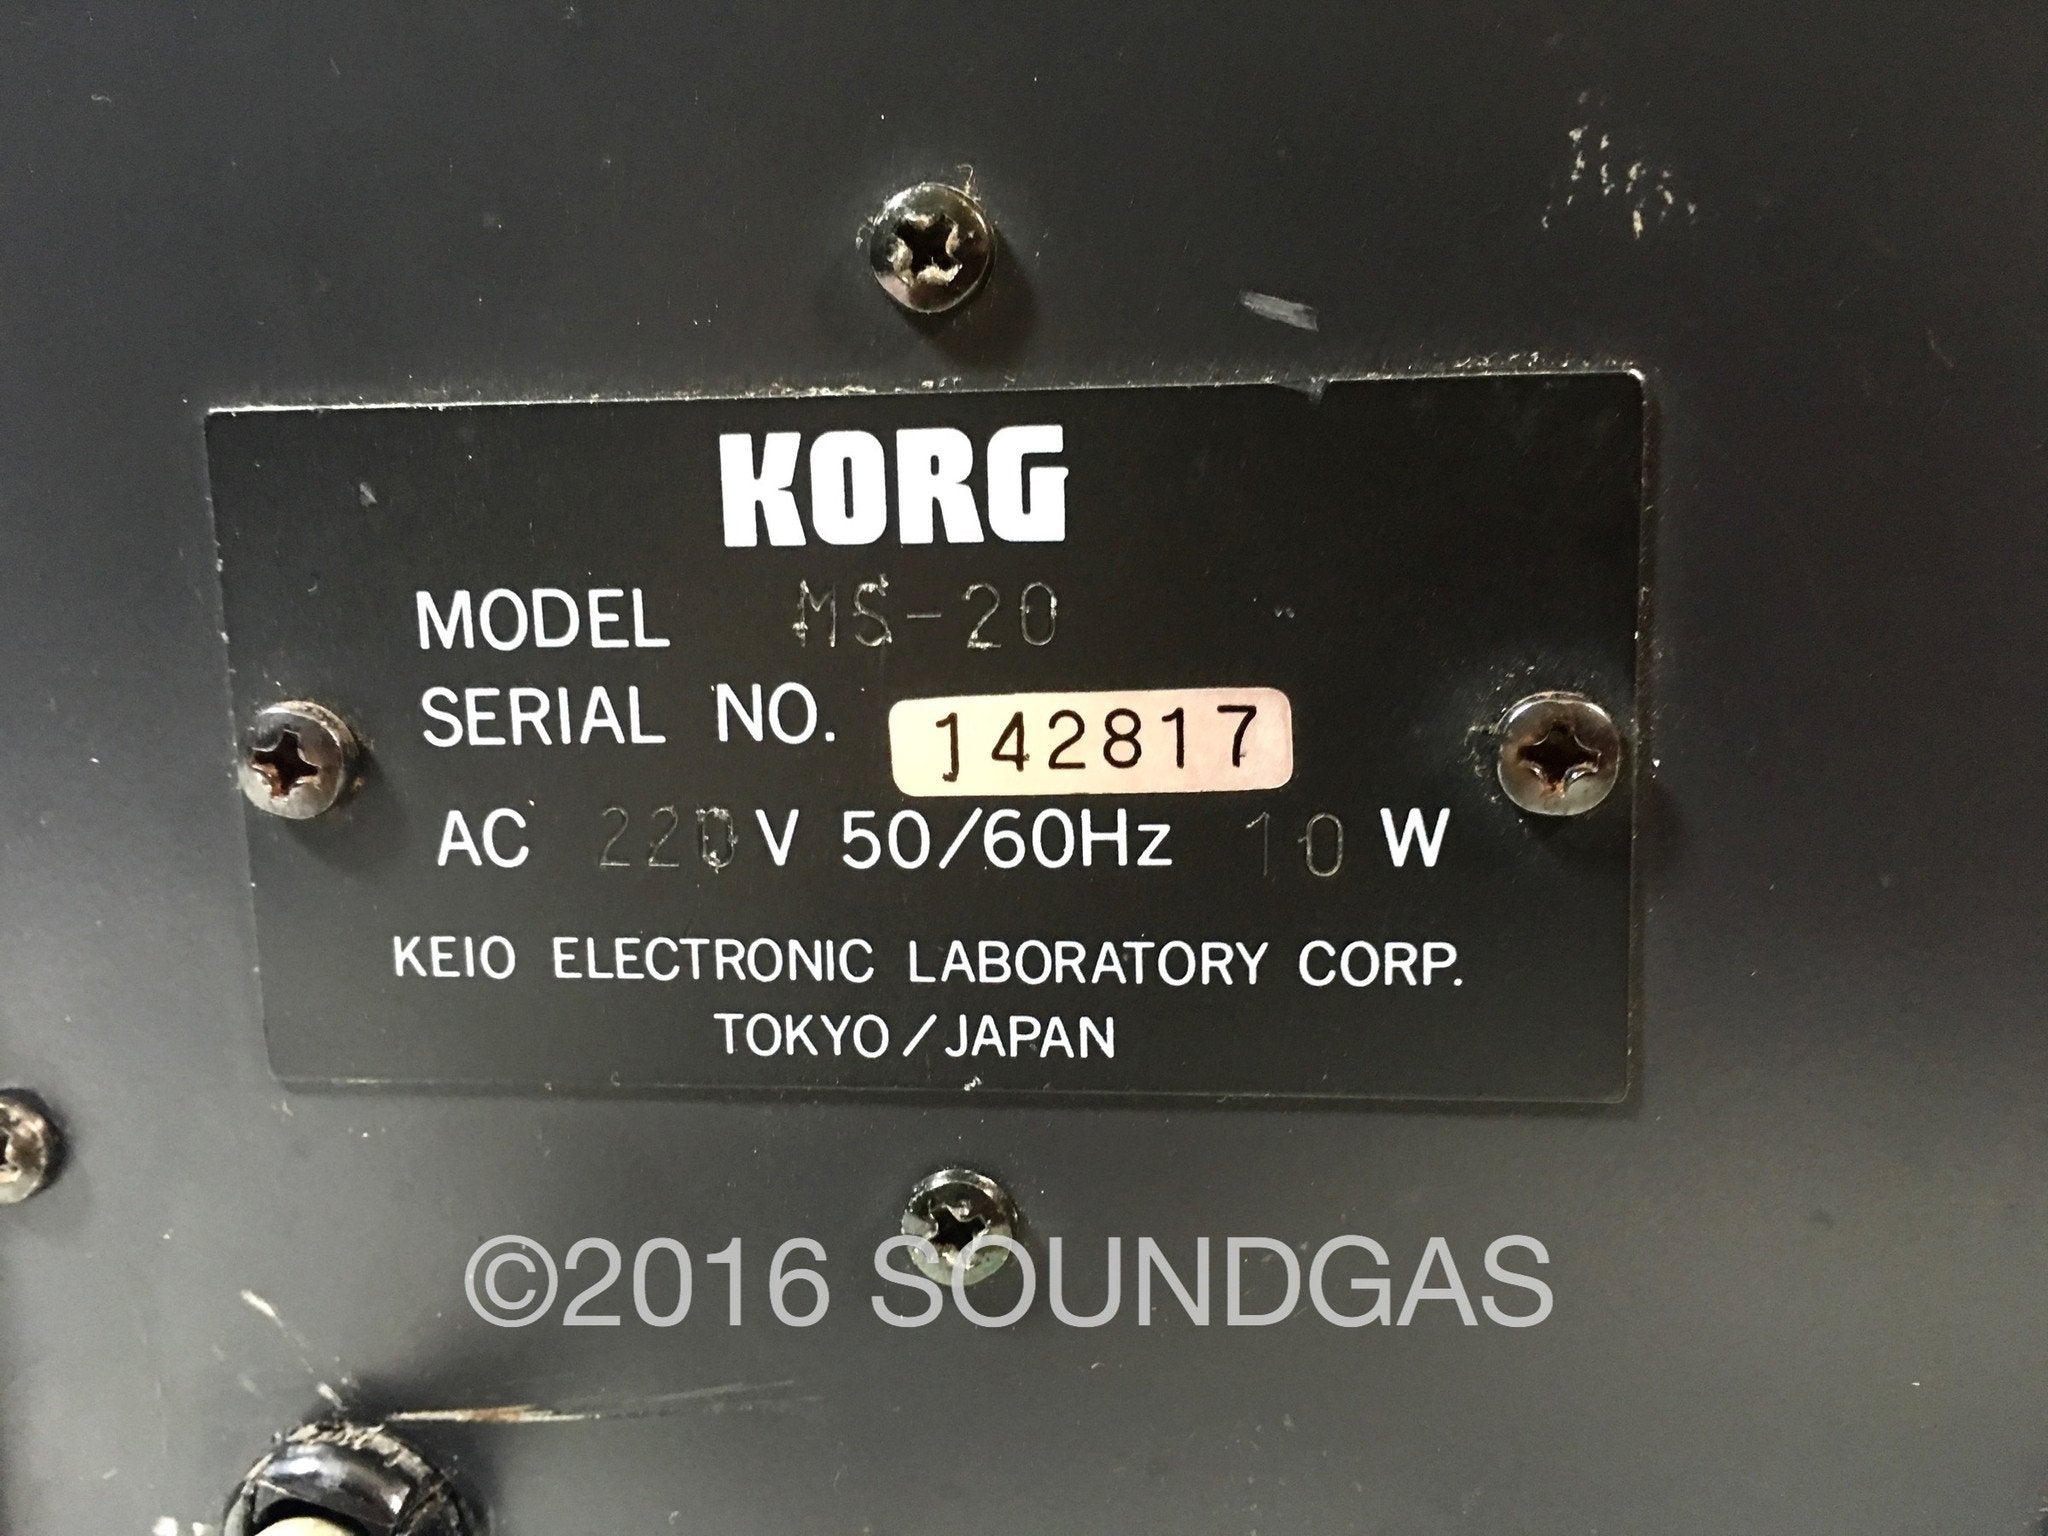 KORG
MODEL MS-20
SERIAL NO. 142817
AC 220 V 50/60Hz 10 W
KEIO ELECTRONIC LABORATORY CORP.
TOKYO/JAPAN
©2016 SOUNDGAS